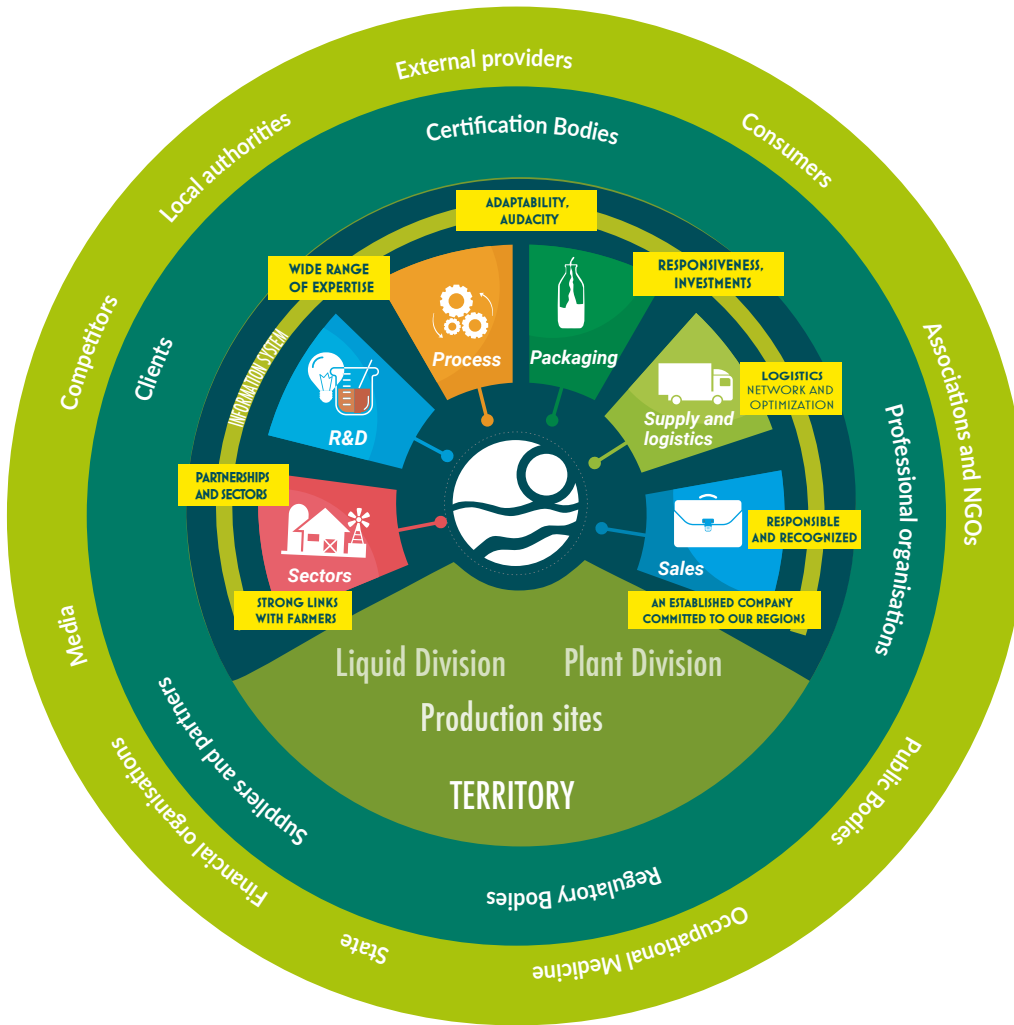 External providers
Local authorities
Consumers
Certification Bodies
Competitors
Clients
Associations and NGOs
Professional organisations
Media
Suppliers and partners
Financial organisations
State
Regulatory Bodies
Occupational Medicine
Public Bodies
INFORMATION SYSTEM
ADAPTABILITY,
AUDACITY
WIDE RANGE
OF EXPERTISE
RESPONSIVENESS,
INVESTMENTS
Process
Packaging
R&D
Supply and
logistics
LOGISTICS
NETWORK AND
OPTIMIZATION
PARTNERSHIPS
AND SECTORS
Sectors
STRONG LINKS
WITH FARMERS
Sales
RESPONSIBLE
AND RECOGNIZED
AN ESTABLISHED COMPANY
COMMITTED TO OUR REGIONS
Liquid Division
Plant Division
Production sites
TERRITORY